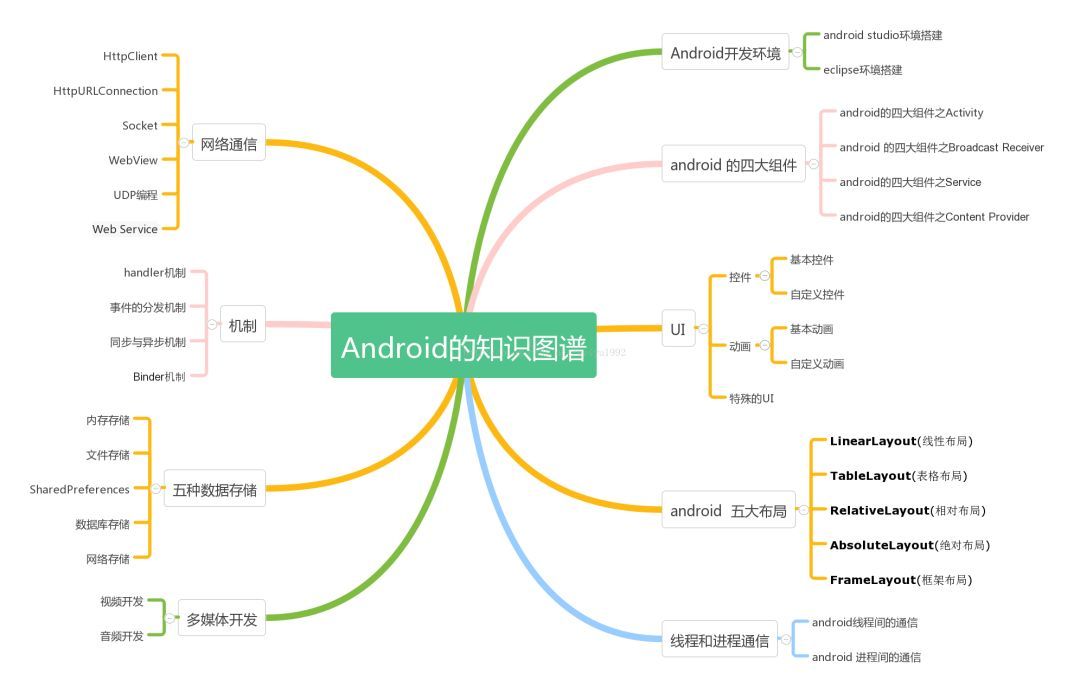 Android的知识图谱
Android开发环境
android studio环境搭建
eclipse环境搭建
android 的四大组件
android的四大组件之Activity
android 的四大组件之Broadcast Receiver
android的四大组件之Service
android的四大组件之Content Provider
UI
控件
基本控件
自定义控件
动画
基本动画
自定义动画
特殊的UI
android 五大布局
LinearLayout(线性布局)
TableLayout(表格布局)
RelativeLayout(相对布局)
AbsoluteLayout(绝对布局)
FrameLayout(框架布局)
线程和进程通信
android线程间的通信
android 进程间的通信
网络通信
HttpClient
HttpURLConnection
Socket
WebView
UDP编程
Web Service
机制
handler机制
事件的分发机制
同步与异步机制
Binder机制
五种数据存储
内存存储
文件存储
SharedPreferences
数据库存储
网络存储
多媒体开发
视频开发
音频开发